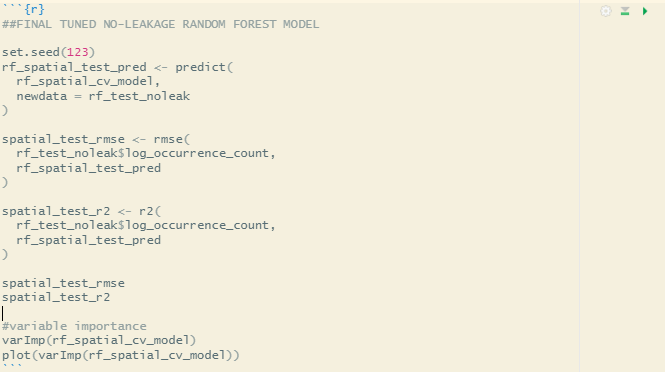 ```{r}
##FINAL TUNED NO-LEAKAGE RANDOM FOREST MODEL
set.seed(123)
rf_spatial_test_pred <- predict(
  rf_spatial_cv_model,
  newdata = rf_test_noleak
)
spatial_test_rmse <- rmse(
  rf_test_noleak$log_occurrence_count,
  rf_spatial_test_pred
)
spatial_test_r2 <- r2(
  rf_test_noleak$log_occurrence_count,
  rf_spatial_test_pred
)
spatial_test_rmse
spatial_test_r2
#variable importance
varImp(rf_spatial_cv_model)
plot(varImp(rf_spatial_cv_model))
```